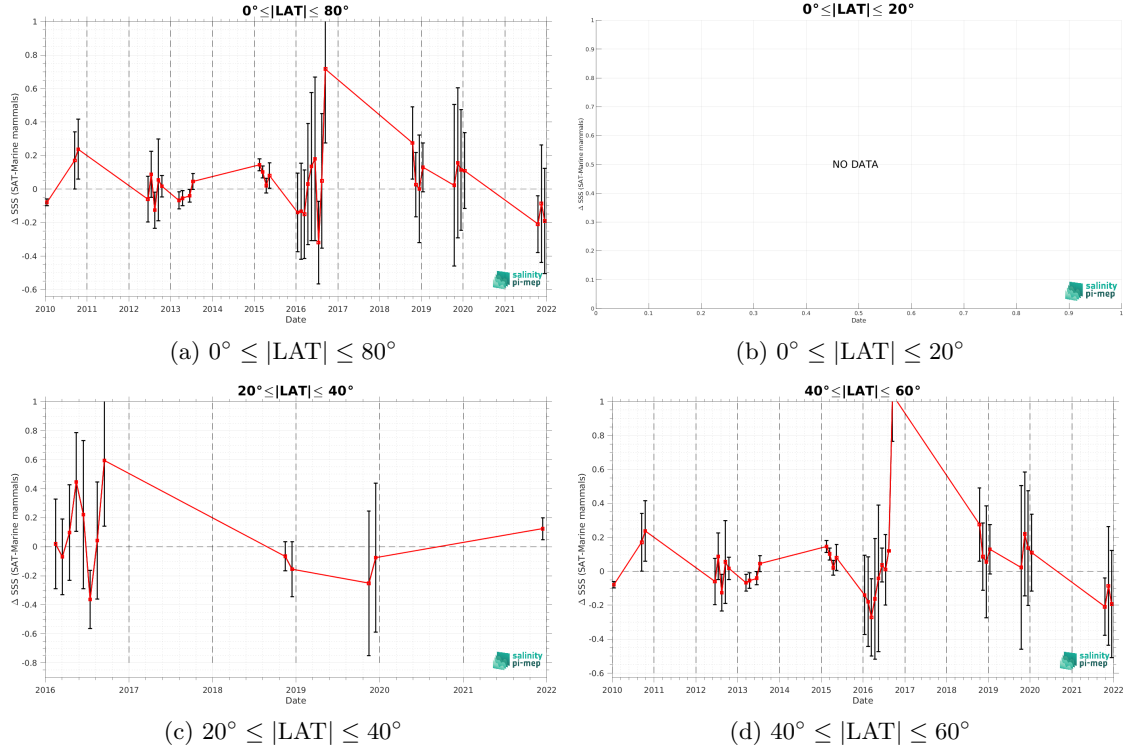 0°≤|LAT|≤ 80°
Δ SSS (SAT-Marine mammals)
1
0.8
0.6
0.4
0.2
0
-0.2
-0.4
-0.6
2010 2011 2012 2013 2014 2015 2016 2017 2018 2019 2020 2021 2022
Date
salinity
pi-mep
(a) 0° ≤ |LAT| ≤ 80°
0°≤|LAT|≤ 20°
Δ SSS (SAT-Marine mammals)
1
0.9
0.8
0.7
0.6
0.5
0.4
0.3
0.2
0.1
0
NO DATA
0 0.1 0.2 0.3 0.4 0.5 0.6 0.7 0.8 0.9 1
Date
salinity
pi-mep
(b) 0° ≤ |LAT| ≤ 20°
20°≤|LAT|≤ 40°
Δ SSS (SAT-Marine mammals)
1
0.8
0.6
0.4
0.2
0
-0.2
-0.4
-0.6
-0.8
2016 2017 2018 2019 2020 2021 2022
Date
salinity
pi-mep
(c) 20° ≤ |LAT| ≤ 40°
40°≤|LAT|≤ 60°
Δ SSS (SAT-Marine mammals)
1
0.8
0.6
0.4
0.2
0
-0.2
-0.4
-0.6
2010 2011 2012 2013 2014 2015 2016 2017 2018 2019 2020 2021 2022
Date
salinity
pi-mep
(d) 40° ≤ |LAT| ≤ 60°